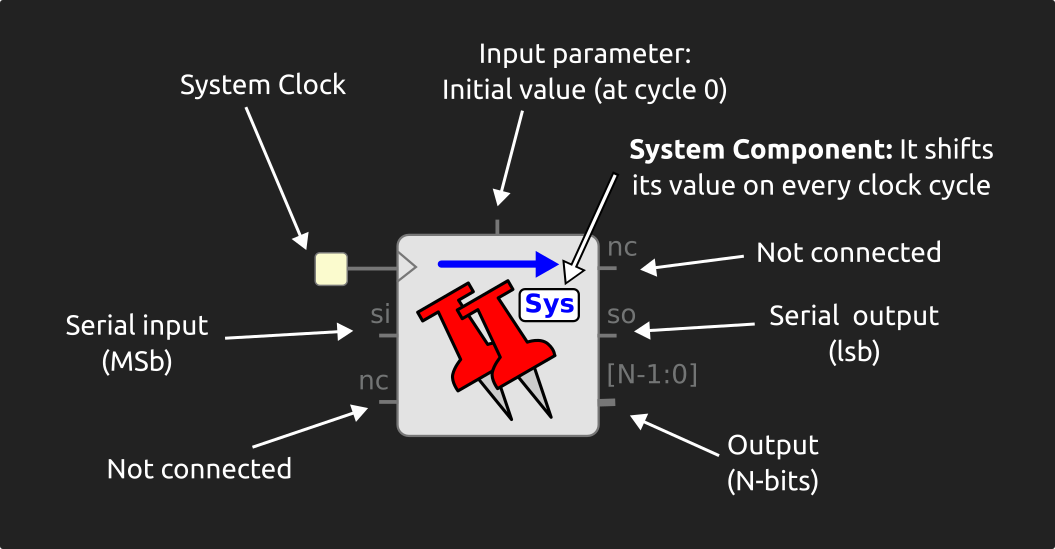 Input parameter:
Initial value (at cycle 0)
System Clock
System Component: It shifts
its value on every clock cycle
nc
Not connected
Sys
si
so
Serial input
(MSb)
Serial output
(lsb)
nc
[N-1:0]
Not connected
Output
(N-bits)